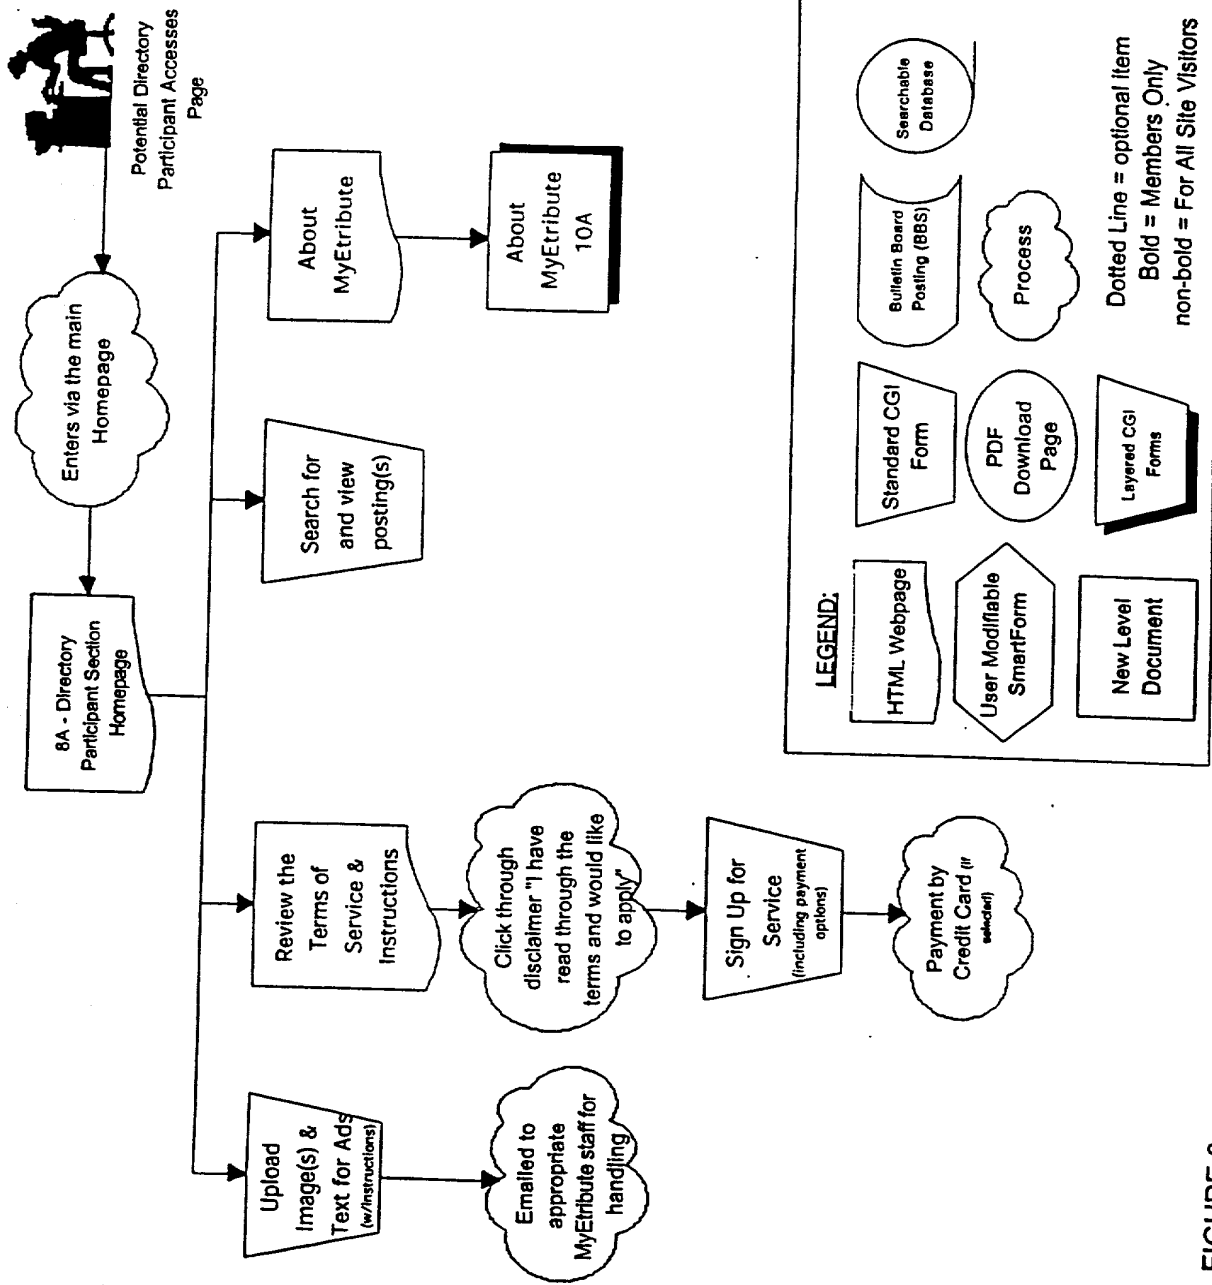 Potential Directory
Participant Accesses
Page
Enters via the main
Homepage
8A - Directory
Participant Section
Homepage
Upload
Image(s) &
Text for Ads
(w/Instructions)
Emailed to
appropriate
MyEtribute staff for
handling
Review the
Terms of
Service &
Instructions
Click through
disclaimer "I have
read through the
terms and would like
to apply"
Sign Up for
Service
(including payment
options)
Payment by
Credit Card (if
selected)
Search for
and view
posting(s)
About
MyEtribute
About
MyEtribute
10A
LEGEND:
HTML Webpage
Standard CGI
Form
Bulletin Board
Posting (BBS)
Searchable
Database
User Modifiable
SmartForm
PDF
Download
Page
Process
New Level
Document
Layered CGI
Forms
Dotted Line = optional item
Bold = Members Only
non-bold = For All Site Visitors
FIGURE